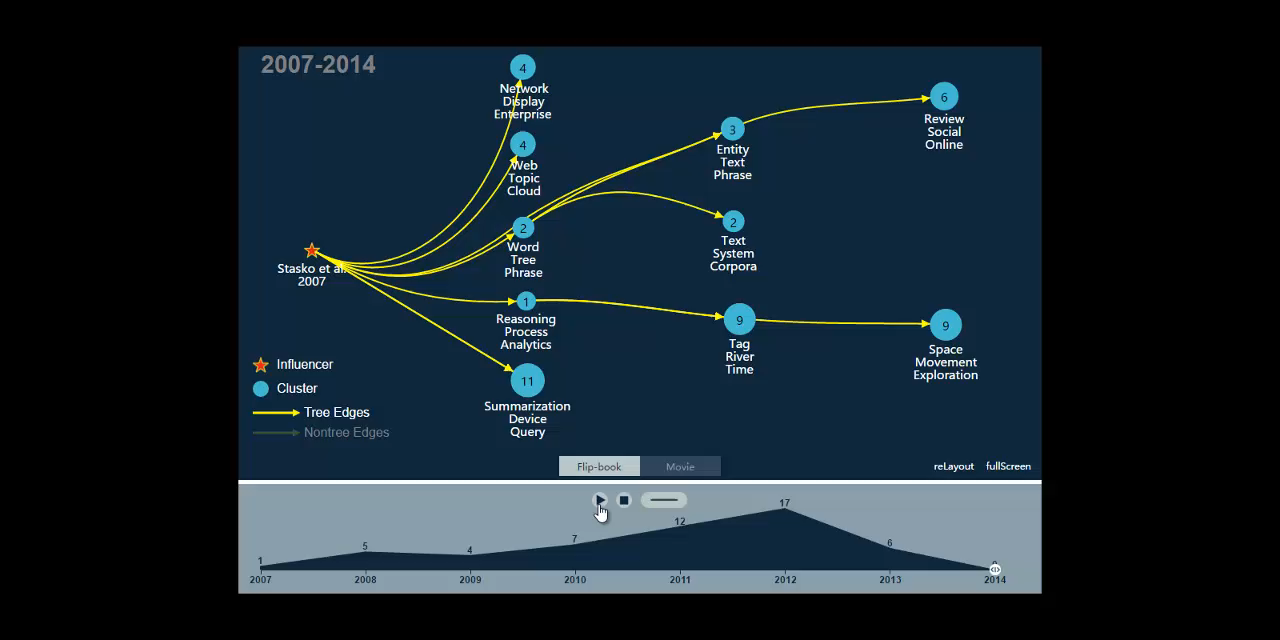 2007-2014
4
Network
Display
Enterprise
4
Web
Topic
Cloud
2
Word
Tree
Phrase
1
Reasoning
Process
Analytics
11
Summarization
Device
Query
3
Entity
Text
Phrase
2
Text
System
Corpora
9
Tag
River
Time
6
Review
Social
Online
9
Space
Movement
Exploration
Stasko et al.
2007
Influencer
Cluster
Tree Edges
Nontree Edges
Flip-book
Movie
reLayout
fullScreen
1
5
4
7
12
17
6
2007
2008
2009
2010
2011
2012
2013
2014